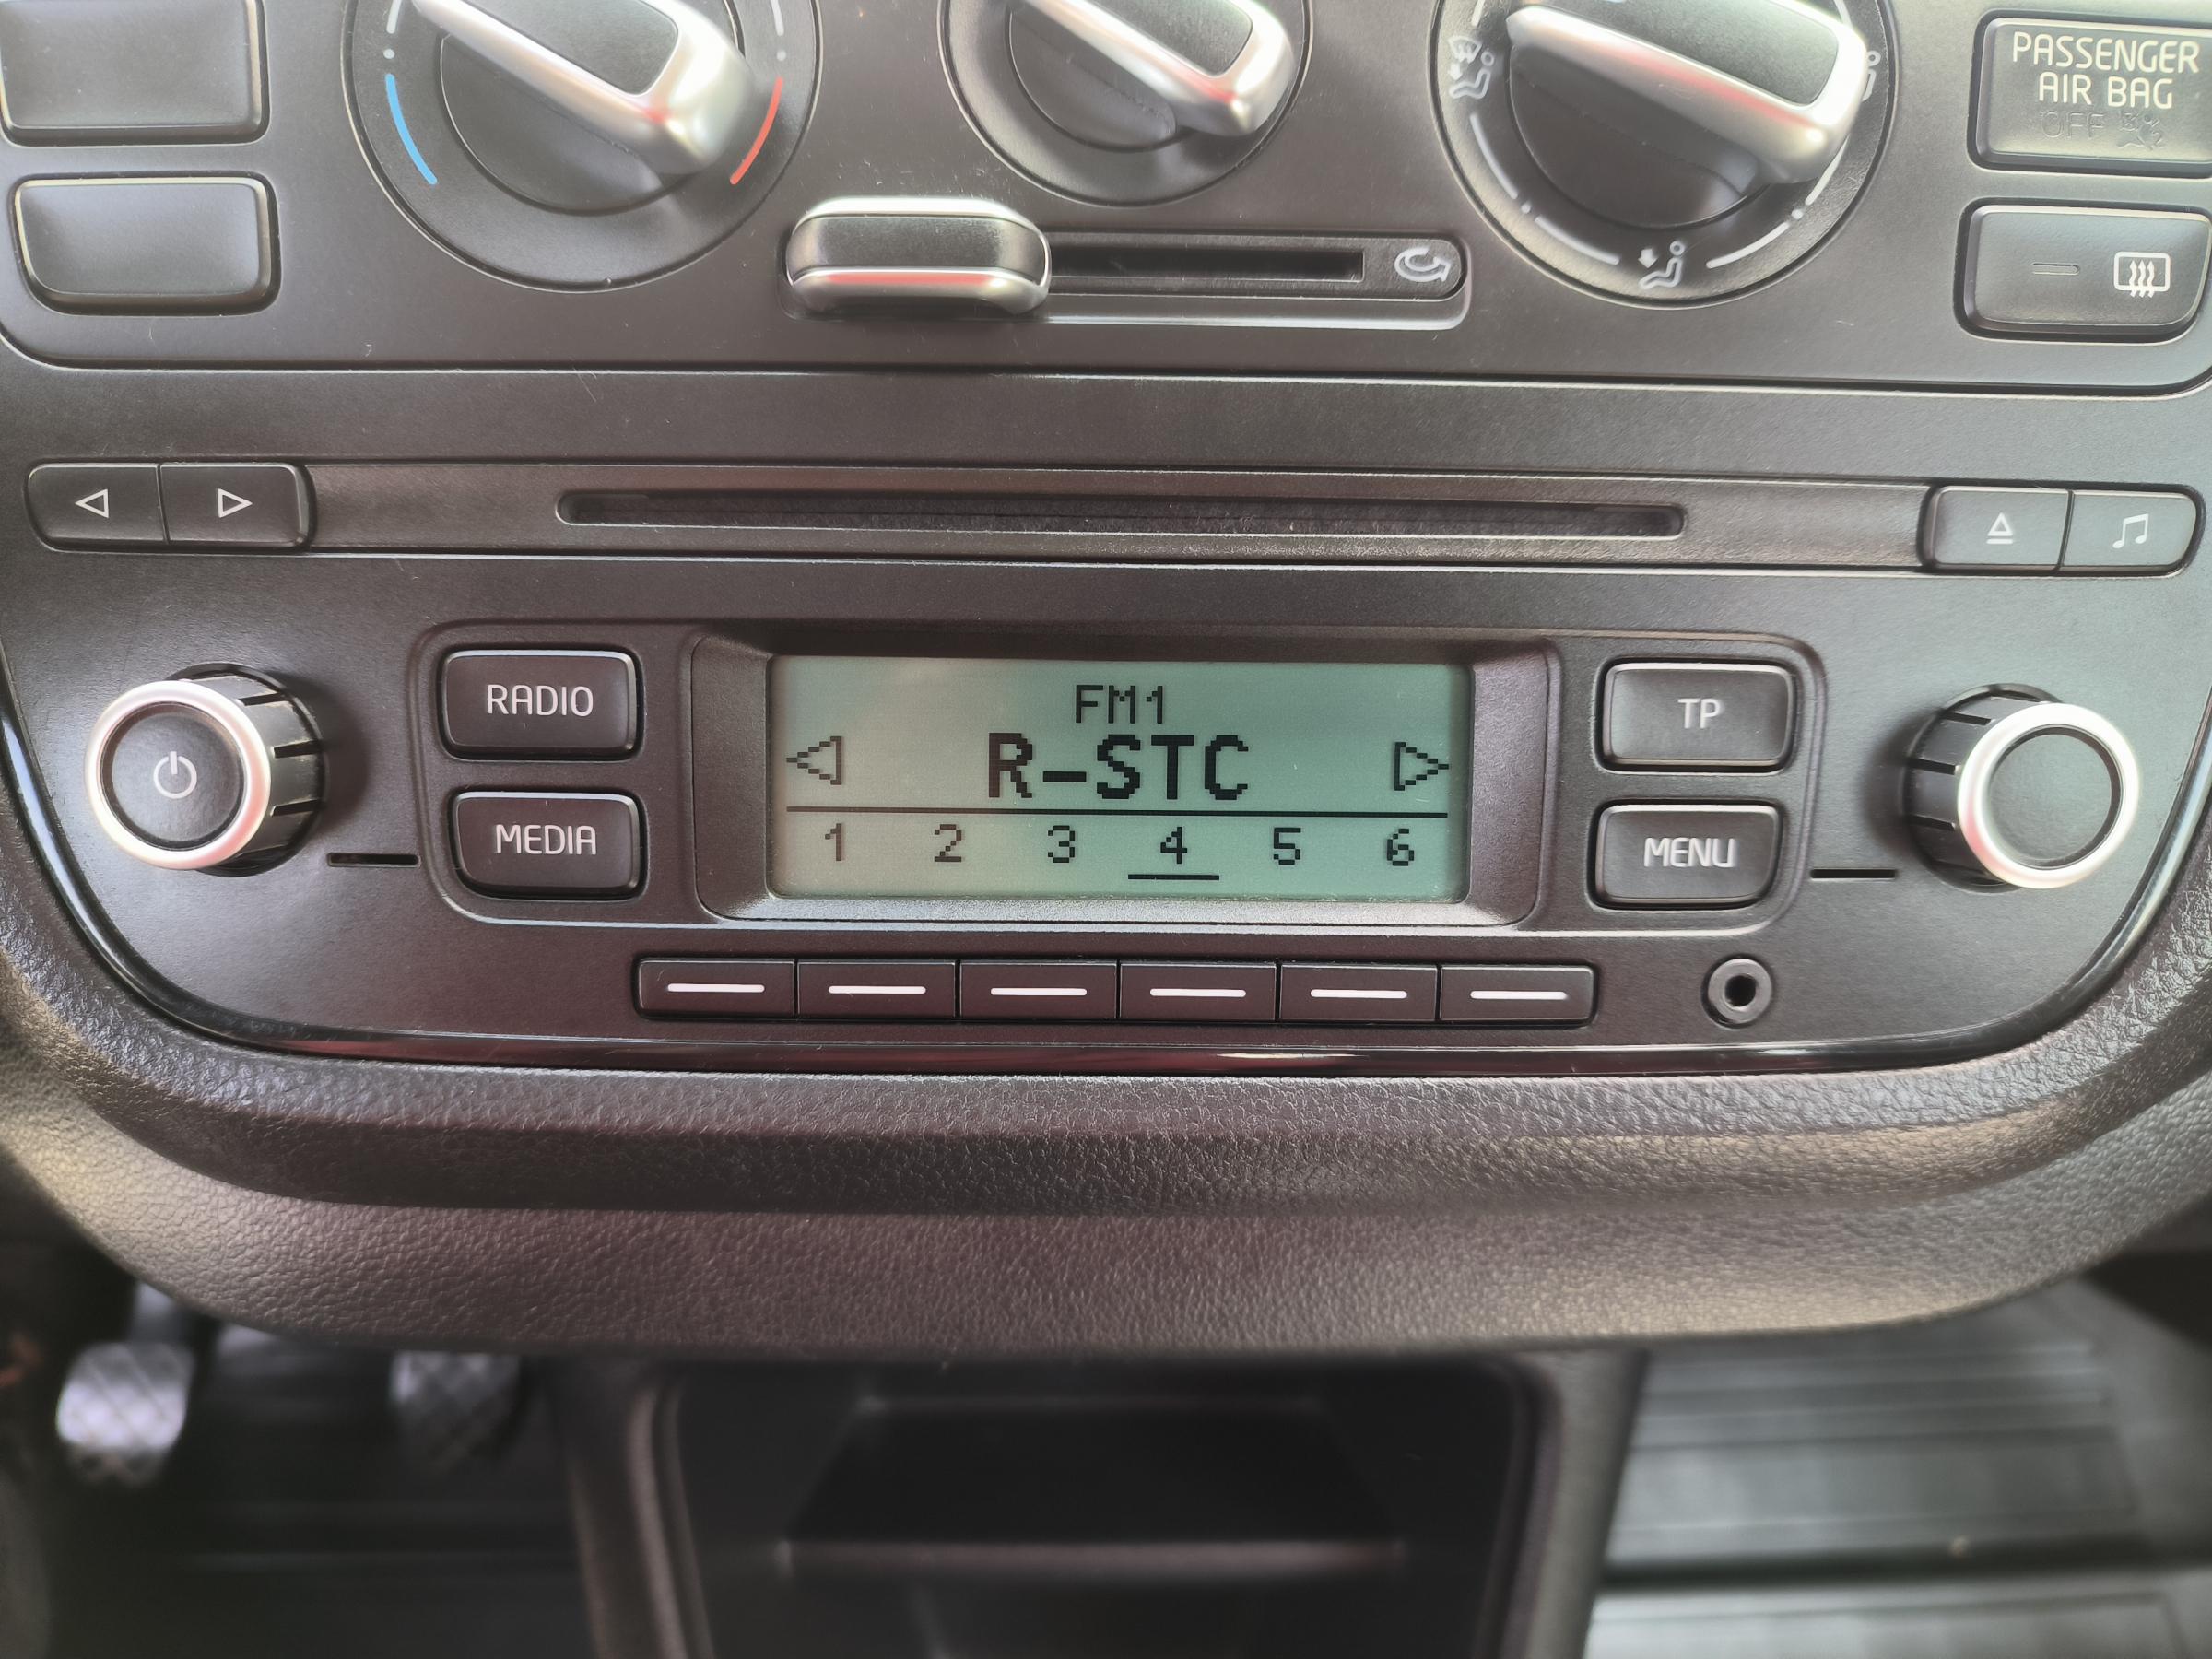 PASSENGER
AIR BAG
OFF
RADIO
MEDIA
FM1
R-STC
1 2 3 4 5 6
TP
MENU